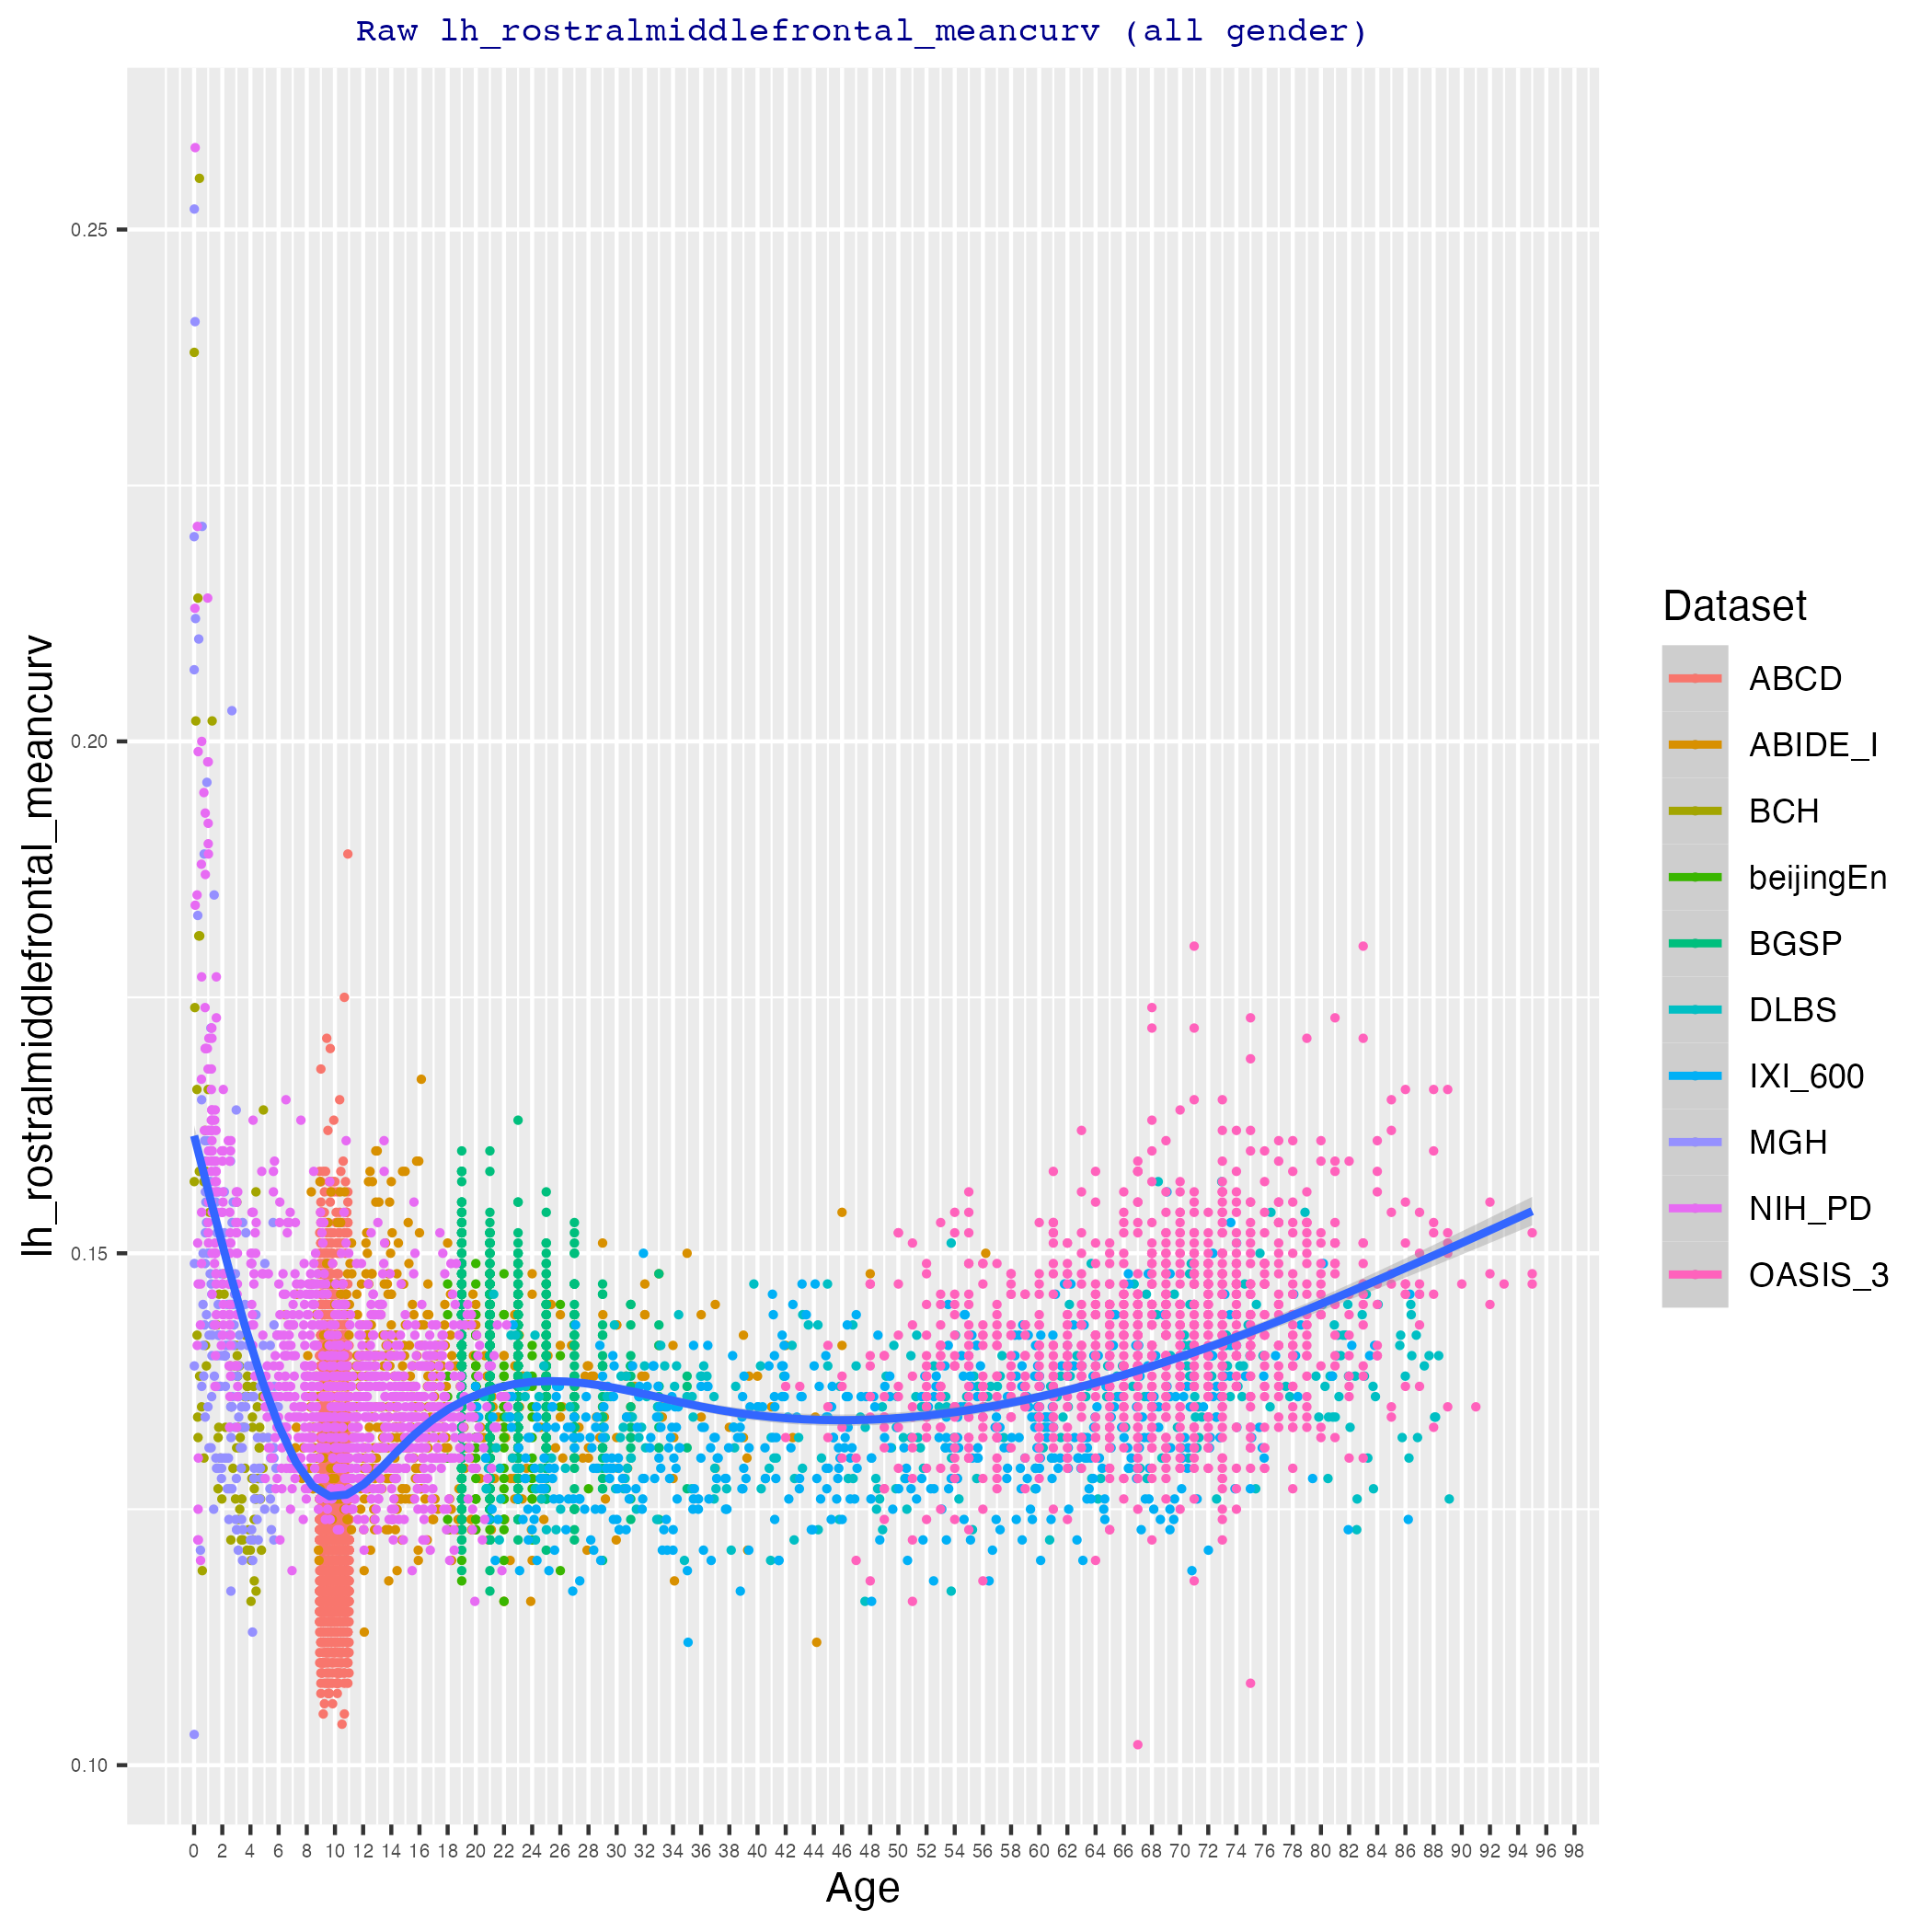 Raw lh_rostralmiddlefrontal_meancurv (all gender)
lh_rostralmiddlefrontal_meancurv
0.25
0.20
0.15
0.10
0 2 4 6 8 10 12 14 16 18 20 22 24 26 28 30 32 34 36 38 40 42 44 46 48 50 52 54 56 58 60 62 64 66 68 70 72 74 76 78 80 82 84 86 88 90 92 94 96 98
Age
Dataset
ABCD
ABIDE_I
BCH
beijingEn
BGSP
DLBS
IXI_600
MGH
NIH_PD
OASIS_3